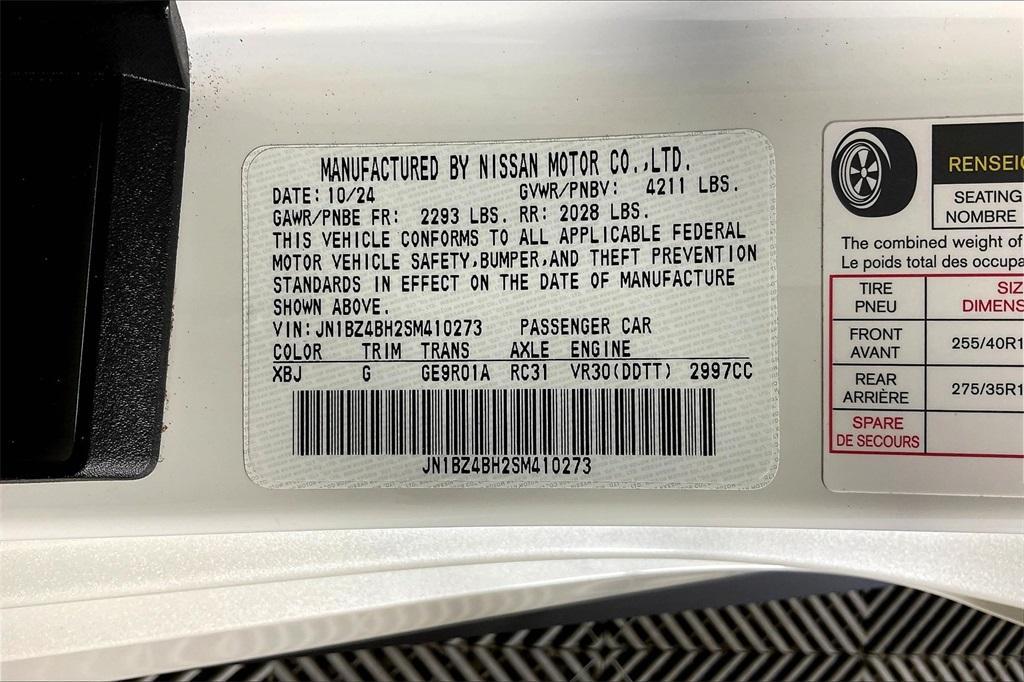 MANUFACTURED BY NISSAN MOTOR CO.,LTD.
DATE: 10/24 GVWR/PNBV: 4211 LBS.
GAWR/PNBE FR: 2293 LBS. RR: 2028 LBS.
THIS VEHICLE CONFORMS TO ALL APPLICABLE FEDERAL
MOTOR VEHICLE SAFETY,BUMPER,AND THEFT PREVENTION
STANDARDS IN EFFECT ON THE DATE OF MANUFACTURE
SHOWN ABOVE.
VIN:JN1BZ4BH2SM410273 PASSENGER CAR
COLOR TRIM TRANS AXLE ENGINE
XBJ G GE9R01A RC31 VR30(DDTT) 2997CC
JN1BZ4BH2SM410273
RENSEIG
SEATING
NOMBRE
The combined weight of
Le poids total des occupa
TIRE SIZ
PNEU DIMENS
FRONT
AVANT
255/40R1
REAR
ARRIÈRE
275/35R1
SPARE
DE SECOURS